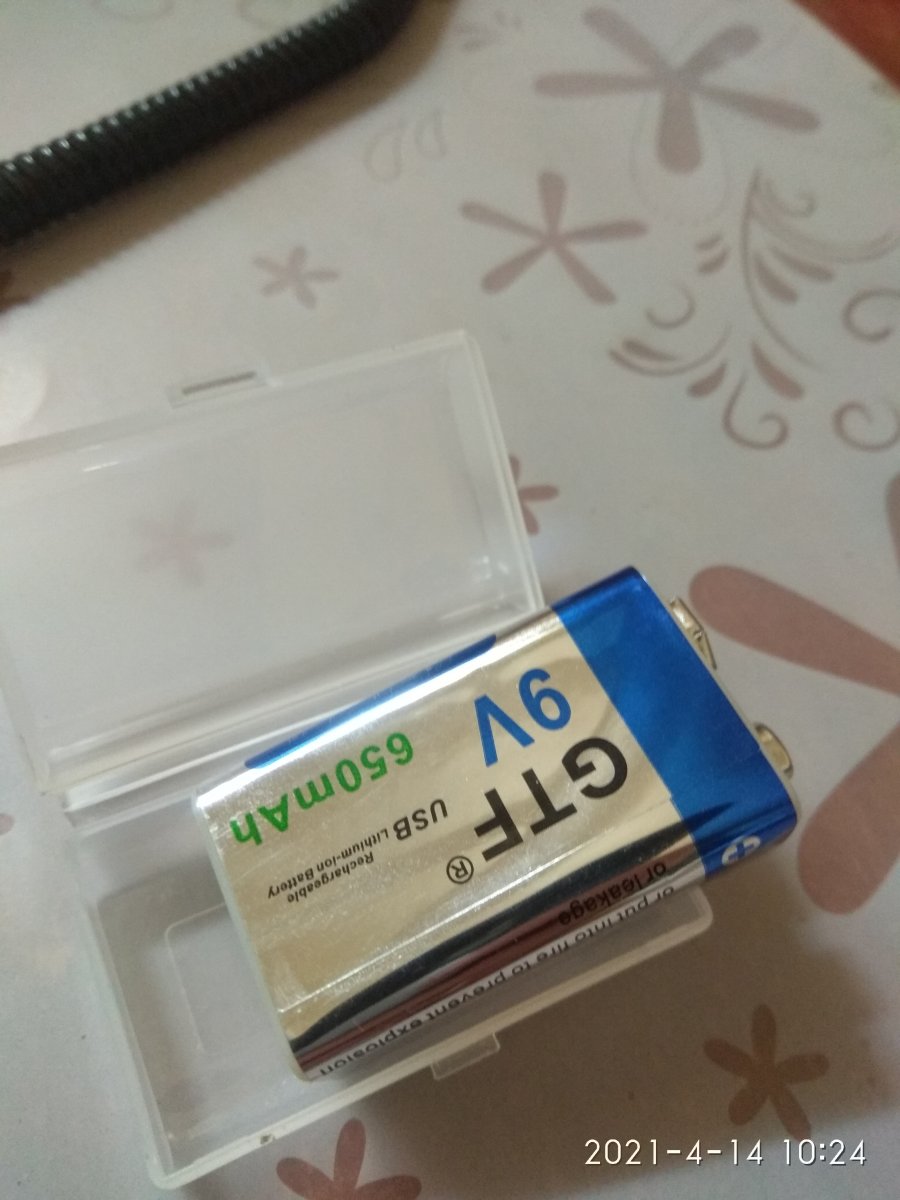 GTF®
9V
USB Lithium-ion Battery
Rechargeable
650mAh
+
or leakage
or put into fire to prevent explosion
2021-4-14 10:24